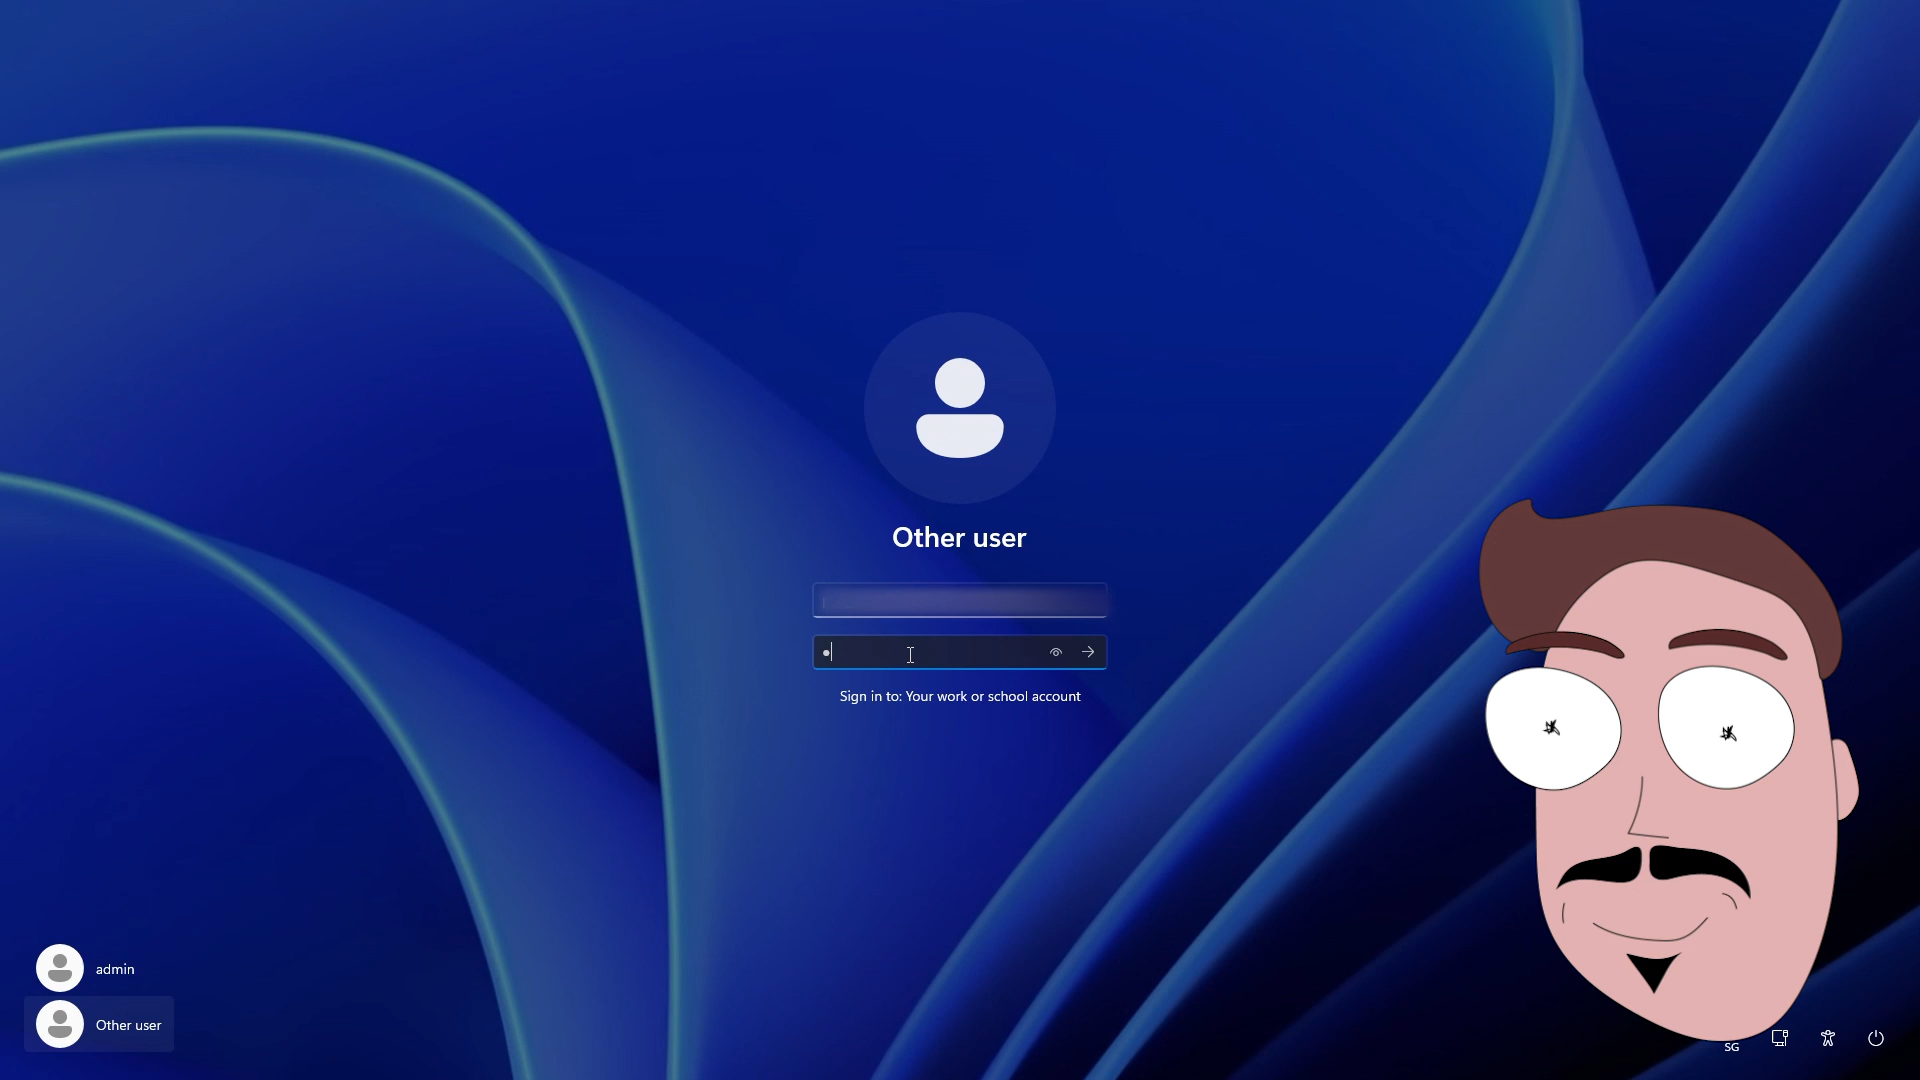 Other user
Sign in to: Your work or school account
admin
Other user
SG